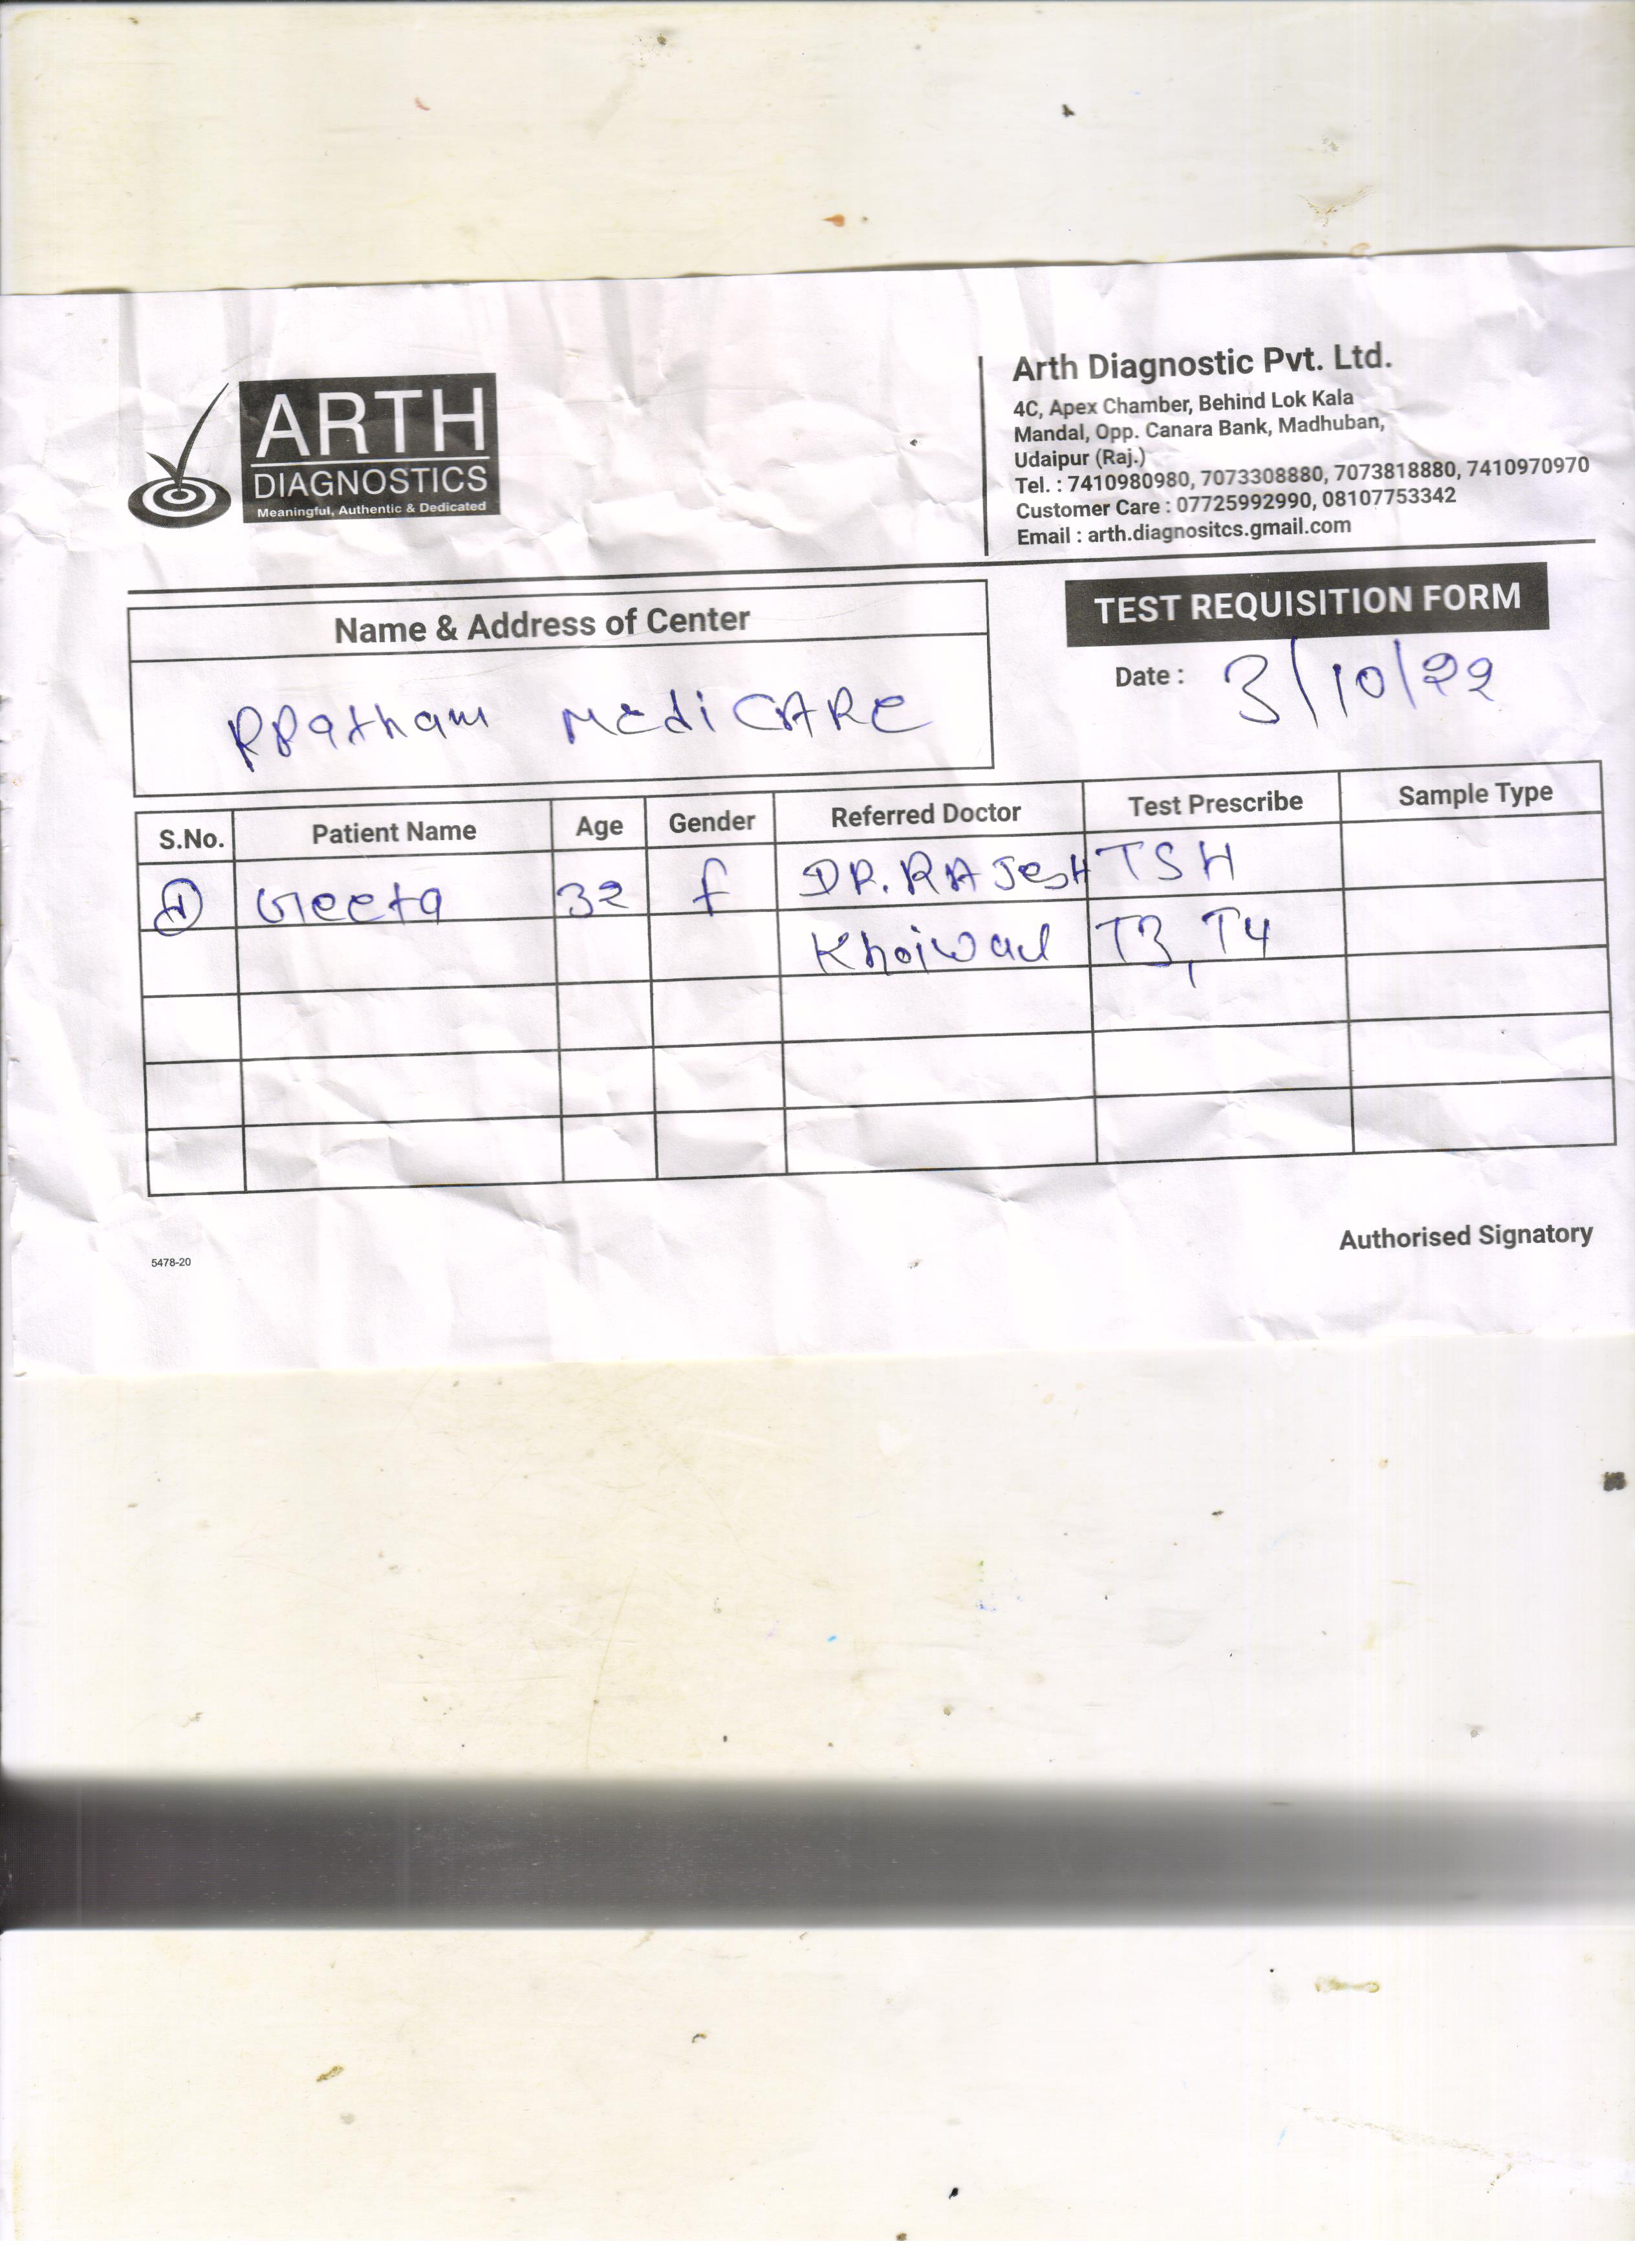 ARTH
DIAGNOSTICS
Meaningful, Authentic & Dedicated
Arth Diagnostic Pvt. Ltd.
4C, Apex Chamber, Behind Lok Kala
Mandal, Opp. Canara Bank, Madhuban,
Udaipur (Raj.)
Tel. : 7410980980, 7073308880, 7073818880, 7410970970
Customer Care : 07725992990, 08107753342
Email : arth.diagnositcs.gmail.com
Name & Address of Center
TEST REQUISITION FORM
PRatham MediCARE
Date : 3/10/22
S.No. Patient Name Age Gender Referred Doctor Test Prescribe Sample Type
1 Geeta 32 f DR. RAJesH TSH
Khoiwal T3, T4
Authorised Signatory
5478-20